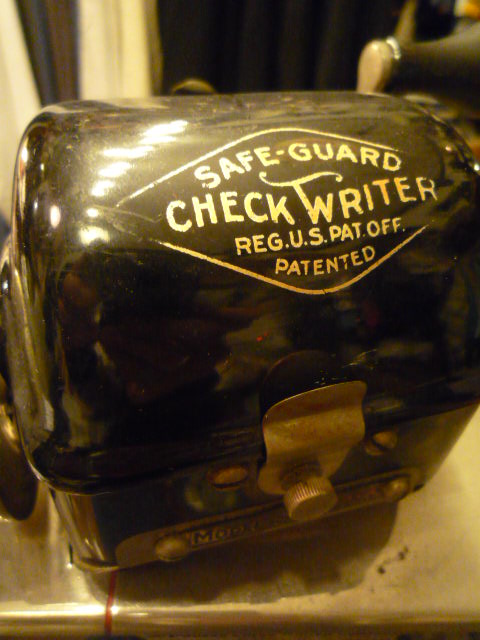 SAFE-GUARD
CHECK WRITER
REG.U.S.PAT.OFF.
PATENTED